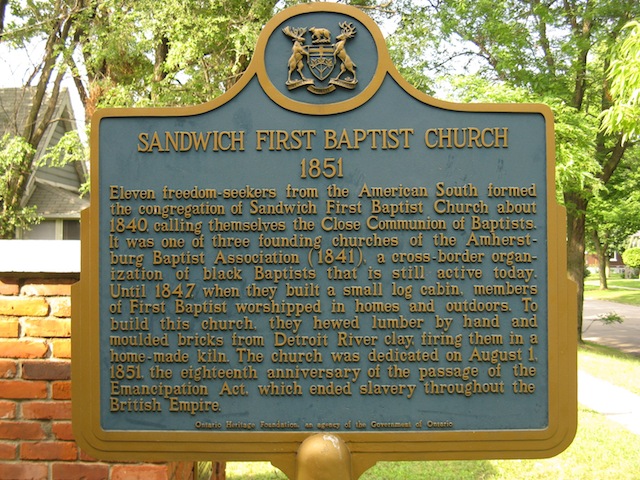 SANDWICH FIRST BAPTIST CHURCH
1851
Eleven freedom-seekers from the American South formed
the congregation of Sandwich First Baptist Church about
1840, calling themselves the Close Communion of Baptists.
It was one of three founding churches of the Amherst-
burg Baptist Association (1841), a cross-border organ-
ization of black Baptists that is still active today.
Until 1847, when they built a small log cabin, members
of First Baptist worshipped in homes and outdoors. To
build this church, they hewed lumber by hand and
moulded bricks from Detroit River clay, firing them in a
home-made kiln. The church was dedicated on August 1,
1851, the eighteenth anniversary of the passage of the
Emancipation Act, which ended slavery throughout the
British Empire.
Ontario Heritage Foundation, an agency of the Government of Ontario